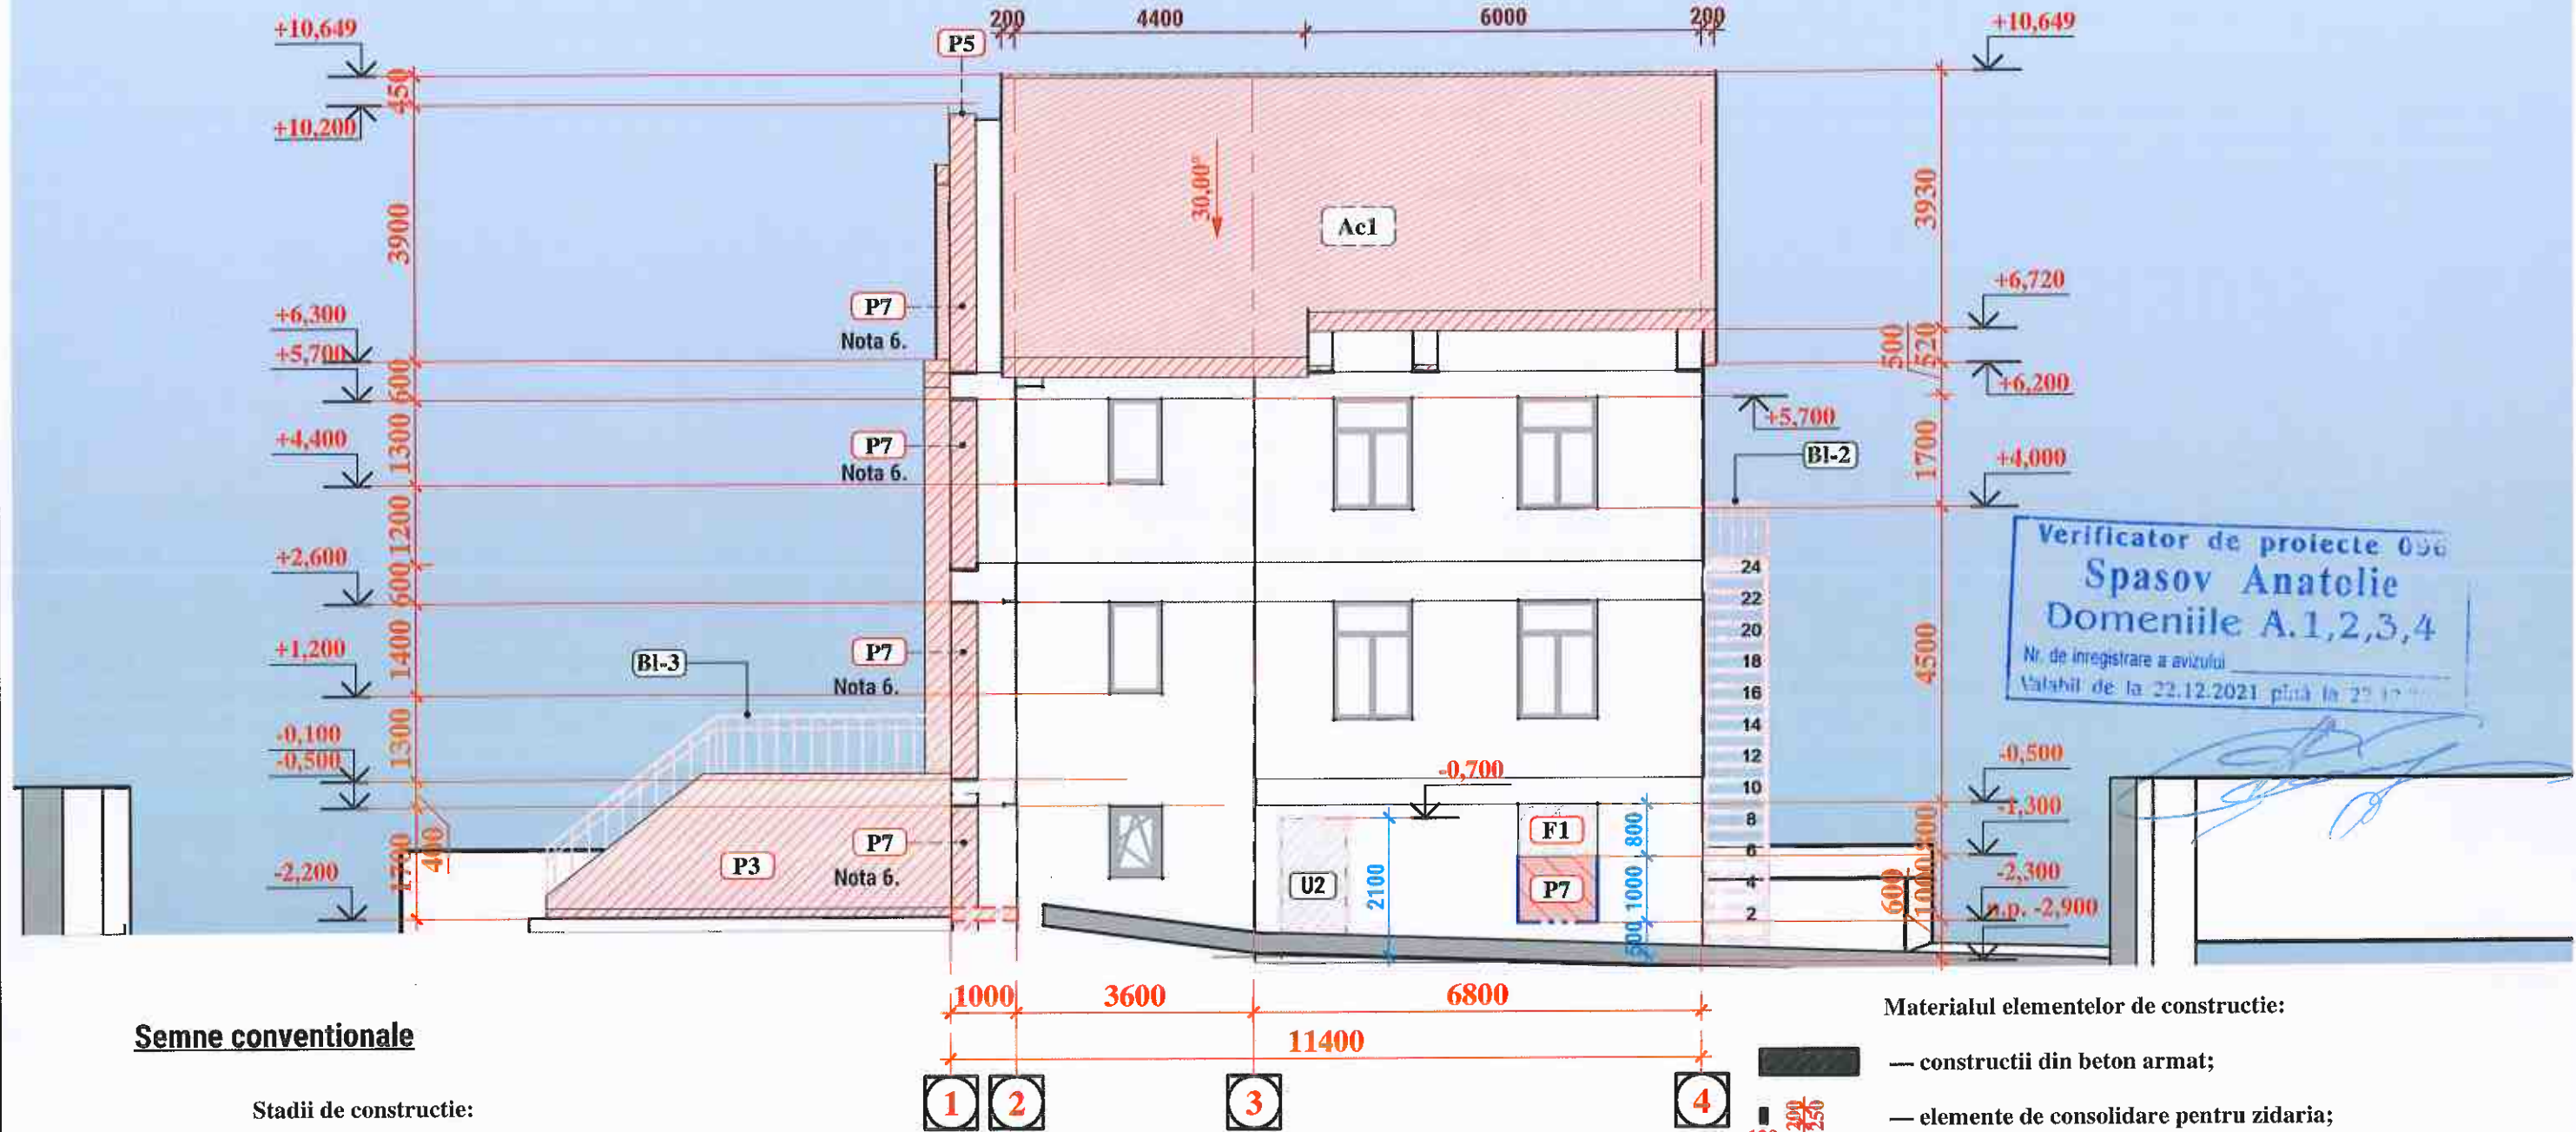 200
4400
6000
200
+10,649
P5
+10,649
450
+10,200
30.00°
Ac1
3900
3930
+6,300
P7
Nota 6.
+6,720
+5,700
600
500
520
+6,200
1300
+4,400
P7
Nota 6.
+5,700
Bl-2
1700
+4,000
1200
+2,600
600
24
22
20
18
16
14
12
10
8
6
4
2
Verificator de proiecte
Spasov Anatolie
Domeniile A.1,2,3,4
Nr. de inregistrare a avizului
Valabil de la 22.12.2021 pînă la
1400
+1,200
Bl-3
P7
Nota 6.
4500
1300
-0,100
-0,500
-0,700
-0,500
-1,300
800
F1
800
P7
Nota 6.
P3
1700
400
-2,200
U2
2100
P7
1000
500
600
1000
-2,300
n.p. -2,900
1000
3600
6800
11400
1
2
3
4
Semne conventionale
Stadii de constructie:
Materialul elementelor de constructie:
— constructii din beton armat;
200
250
— elemente de consolidare pentru zidaria;